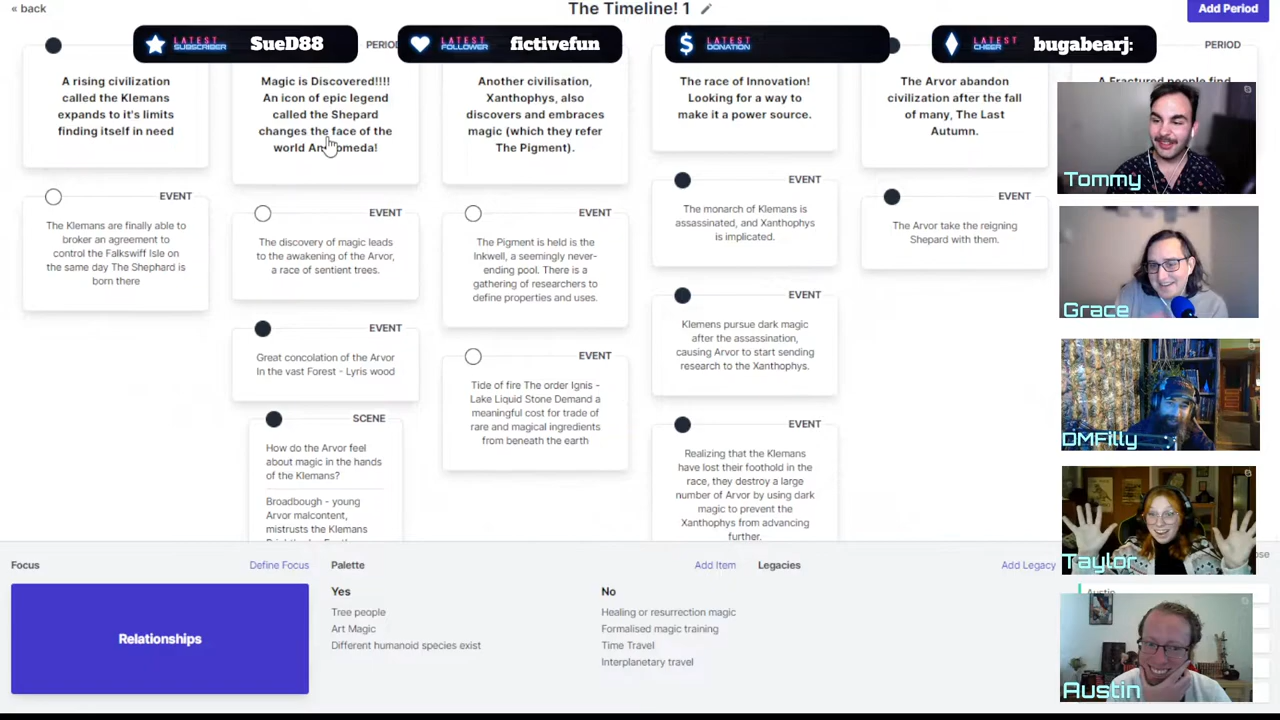 « back
The Timeline! 1
Add Period
LATEST
SUBSCRIBER
SueD88
LATEST
FOLLOWER
fictivefun
LATEST
DONATION
LATEST
CHEER
bugabearj:
PERIOD
A rising civilization
called the Klemans
expands to it's limits
finding itself in need
EVENT
The Klemans are finally able to
broker an agreement to
control the Falkswiff Isle on
the same day The Shephard is
born there
Magic is Discovered!!!!
An icon of epic legend
called the Shepard
changes the face of the
world
EVENT
The discovery of magic leads
to the awakening of the Arvor,
a race of sentient trees.
EVENT
Great concolation of the Arvor
In the vast Forest - Lyris wood
SCENE
How do the Arvor feel
about magic in the hands
of the Klemans?
Broadbough - young
Arvor malcontent,
mistrusts the Klemans
Another civilisation,
Xanthophys, also
discovers and embraces
magic (which they refer
The Pigment).
EVENT
The Pigment is held is the
Inkwell, a seemingly never-
ending pool. There is a
gathering of researchers to
define properties and uses.
EVENT
Tide of fire The order Ignis -
Lake Liquid Stone Demand a
meaningful cost for trade of
rare and magical ingredients
from beneath the earth
The race of Innovation!
Looking for a way to
make it a power source.
EVENT
The monarch of Klemans is
assassinated, and Xanthophys
is implicated.
EVENT
Klemens pursue dark magic
after the assassination,
causing Arvor to start sending
research to the Xanthophys.
EVENT
Realizing that the Klemans
have lost their foothold in the
race, they destroy a large
number of Arvor by using dark
magic to prevent the
Xanthophys from advancing
further.
The Arvor abandon
civilization after the fall
of many, The Last
Autumn.
EVENT
The Arvor take the reigning
Shepard with them.
PERIOD
A Fractured people find
Tommy
Grace
DMFilly
Taylor
Austin
Focus
Define Focus
Relationships
Palette
Add Item
Yes
Tree people
Art Magic
Different humanoid species exist
No
Healing or resurrection magic
Formalised magic training
Time Travel
Interplanetary travel
Legacies
Add Legacy
Austin